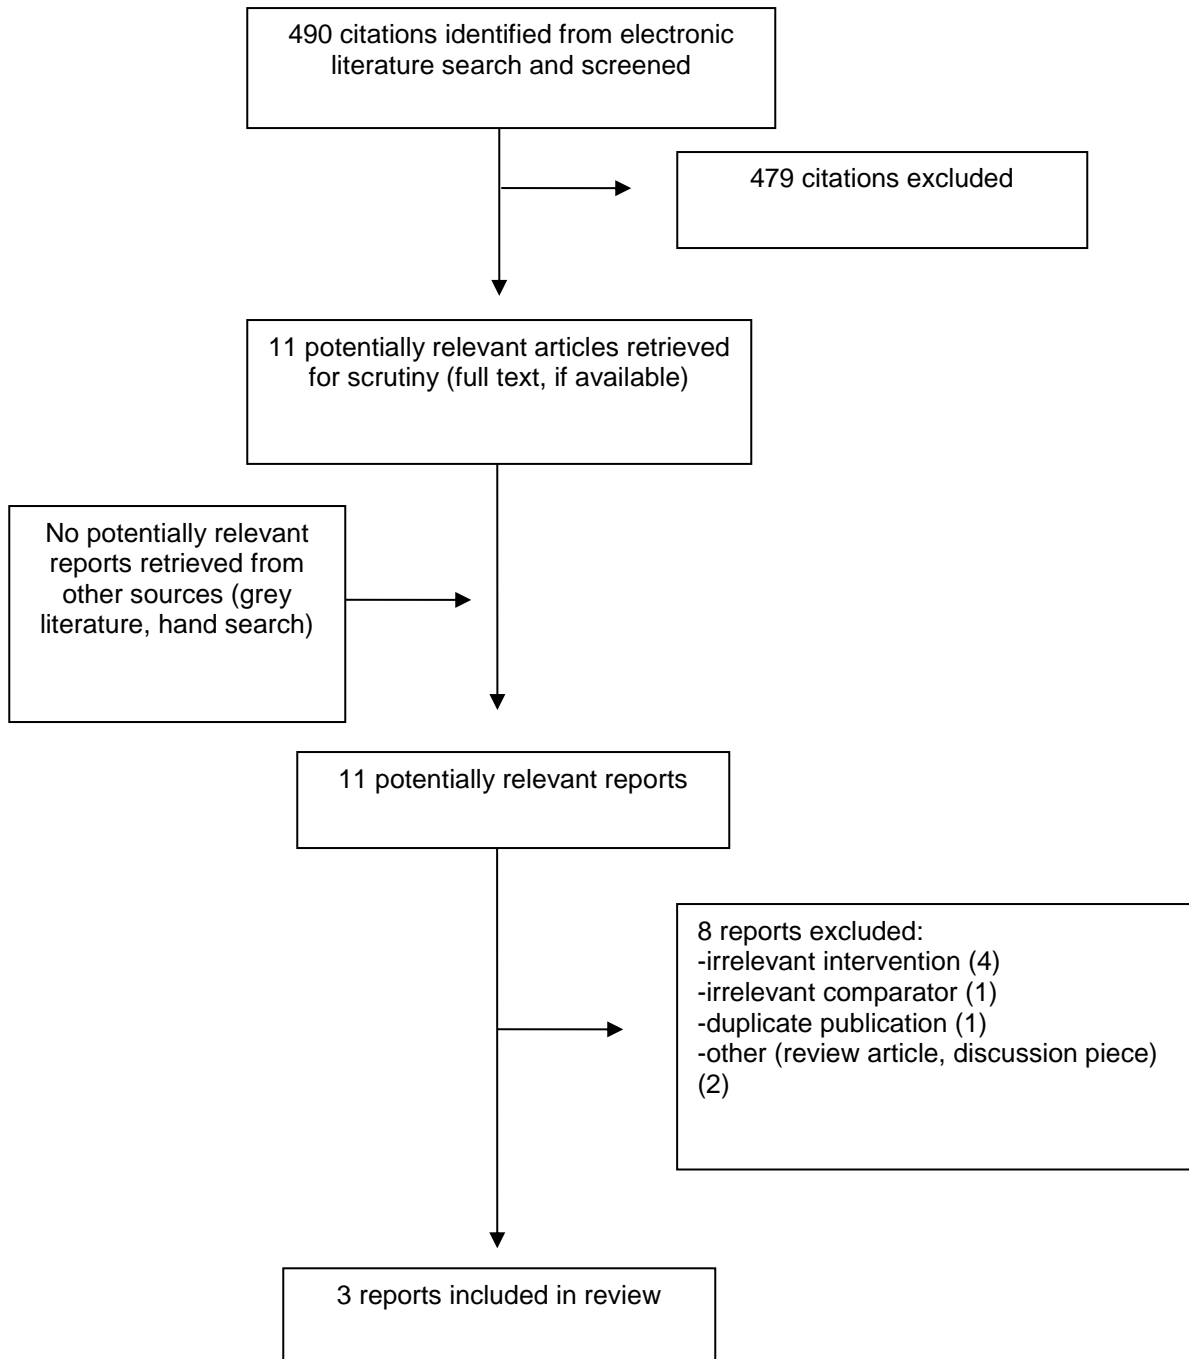 490 citations identified from electronic
literature search and screened
479 citations excluded
11 potentially relevant articles retrieved
for scrutiny (full text, if available)
No potentially relevant
reports retrieved from
other sources (grey
literature, hand search)
11 potentially relevant reports
8 reports excluded:
-irrelevant intervention (4)
-irrelevant comparator (1)
-duplicate publication (1)
-other (review article, discussion piece)
(2)
3 reports included in review